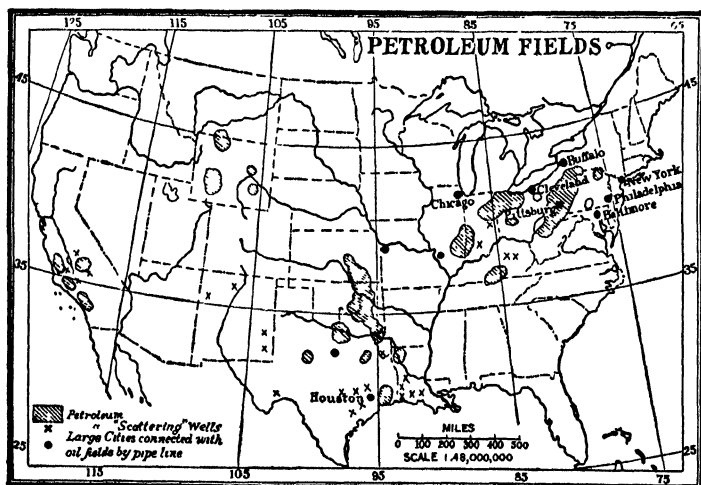 125
115
105
95
85
75
PETROLEUM FIELDS
45
45
Buffalo
Cleveland
New York
Chicago
Pittsburg
Philadelphia
Baltimore
35
35
Houston
Petroleum
" "Scattering" Wells
Large Cities connected with
oil fields by pipe line
MILES
0 100 200 300 400 500
SCALE 1:48,000,000
25
25
115
105
95
85
75